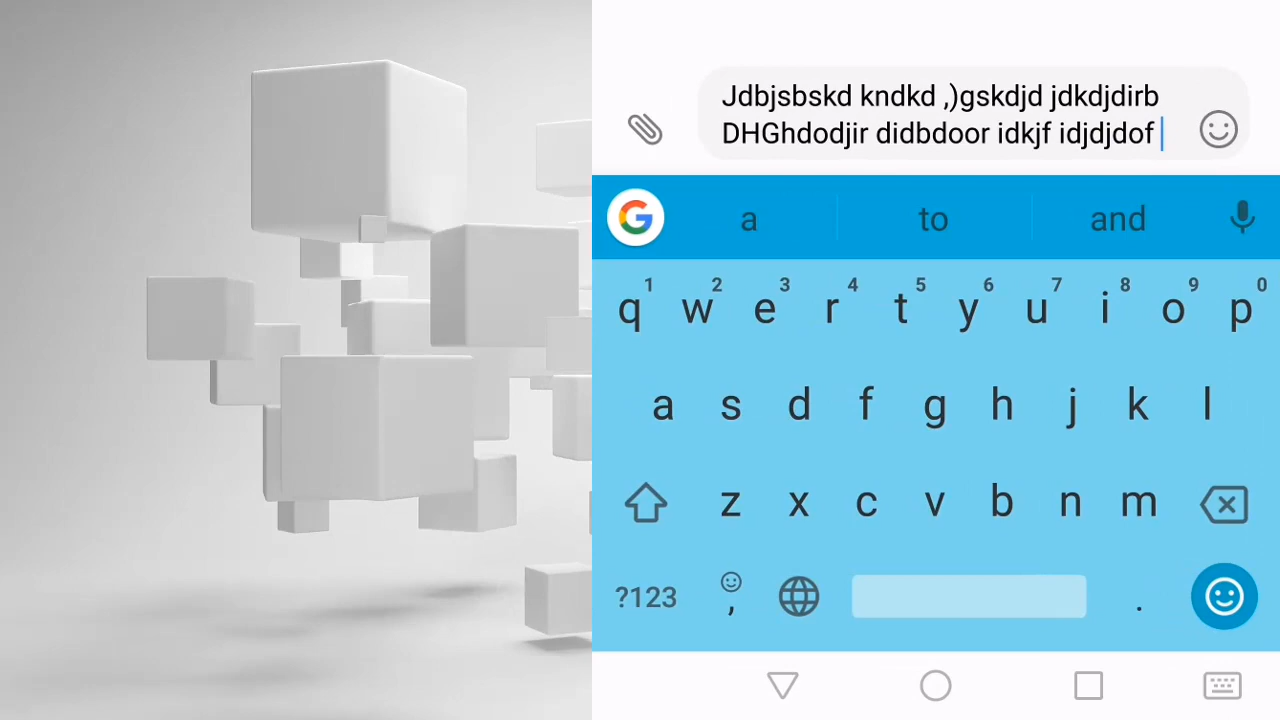 Jdbjsbskd kndkd ,)gskdjd jdkdjdirb
DHGhdodjir didbdoor idkjf idjdjdof
G a to and
1 2 3 4 5 6 7 8 9 0
q w e r t y u i o p
a s d f g h j k l
z x c v b n m
?123 , .